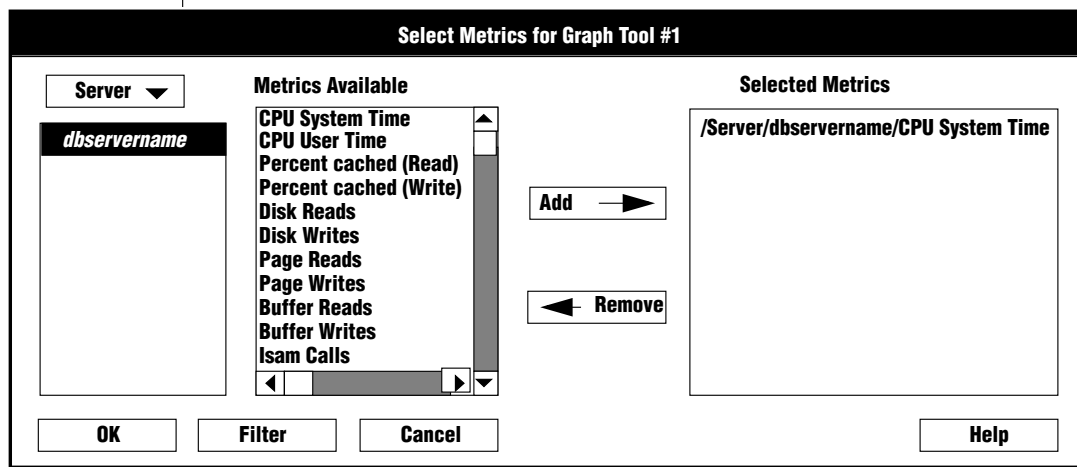 Select Metrics for Graph Tool #1
Server
Metrics Available
Selected Metrics
dbservername
CPU System Time
CPU User Time
Percent cached (Read)
Percent cached (Write)
Disk Reads
Disk Writes
Page Reads
Page Writes
Buffer Reads
Buffer Writes
Isam Calls
Add
Remove
/Server/dbservername/CPU System Time
OK
Filter
Cancel
Help